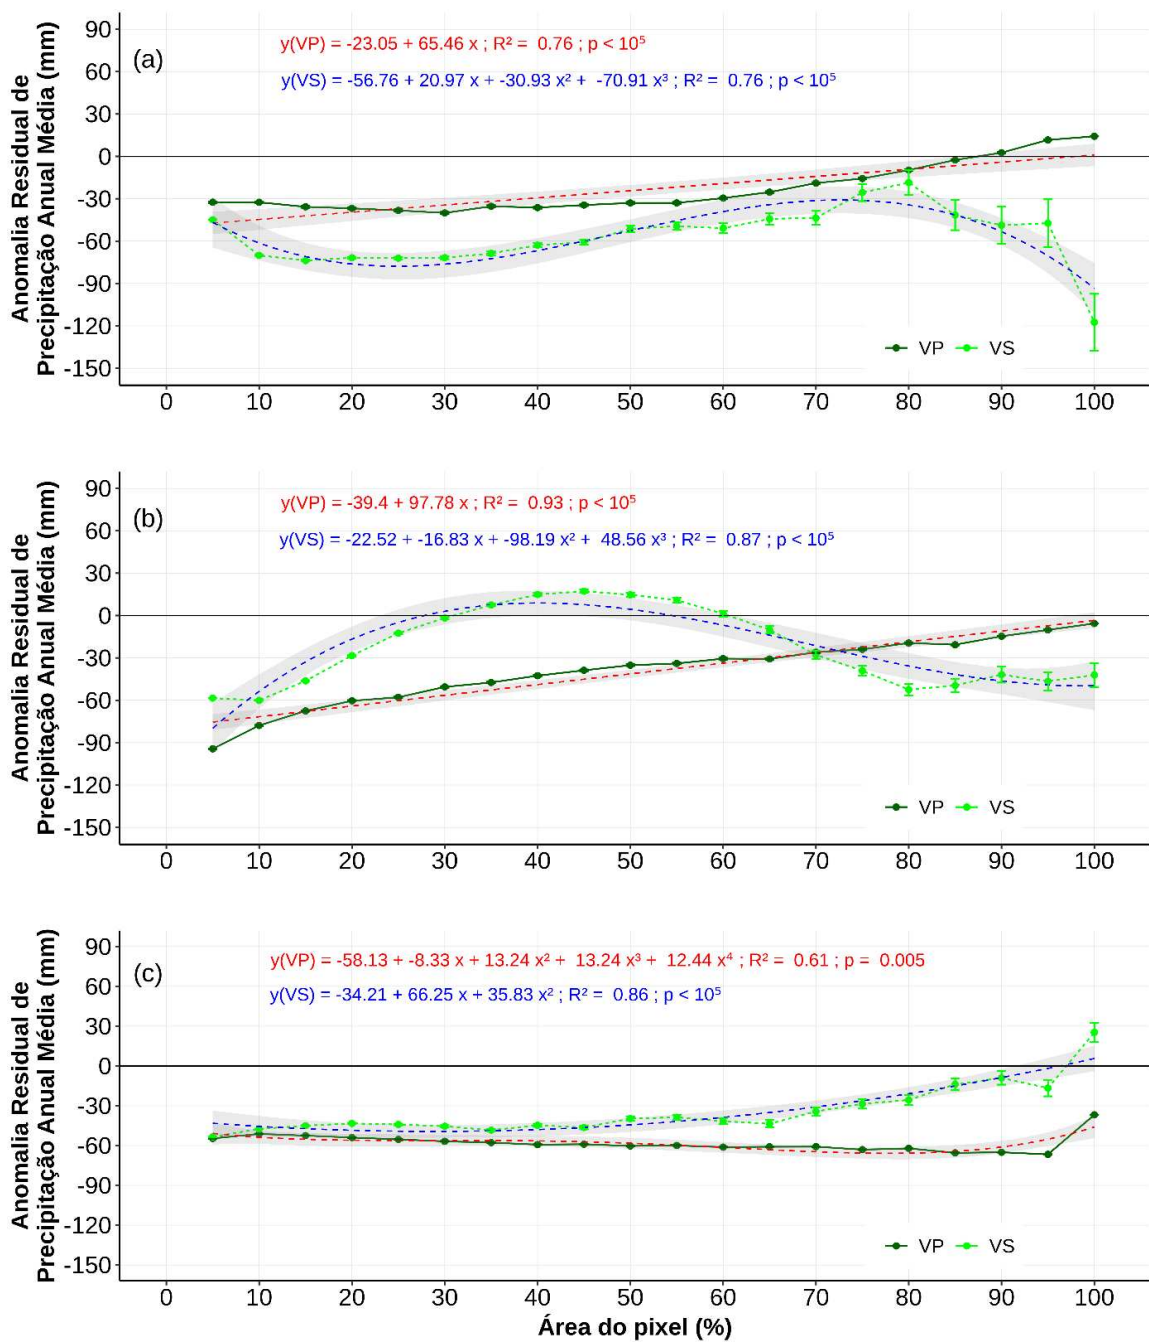 Anomalia Residual de
Precipitação Anual Média (mm)
(a)
y(VP) = -23.05 + 65.46 x ; R² = 0.76 ; p < 10⁵
y(VS) = -56.76 + 20.97 x + -30.93 x² + -70.91 x³ ; R² = 0.76 ; p < 10⁵
90
60
30
0
-30
-60
-90
-120
-150
VP VS
0 10 20 30 40 50 60 70 80 90 100
Anomalia Residual de
Precipitação Anual Média (mm)
(b)
y(VP) = -39.4 + 97.78 x ; R² = 0.93 ; p < 10⁵
y(VS) = -22.52 + -16.83 x + -98.19 x² + 48.56 x³ ; R² = 0.87 ; p < 10⁵
90
60
30
0
-30
-60
-90
-120
-150
VP VS
0 10 20 30 40 50 60 70 80 90 100
Anomalia Residual de
Precipitação Anual Média (mm)
(c)
y(VP) = -58.13 + -8.33 x + 13.24 x² + 13.24 x³ + 12.44 x⁴ ; R² = 0.61 ; p = 0.005
y(VS) = -34.21 + 66.25 x + 35.83 x² ; R² = 0.86 ; p < 10⁵
90
60
30
0
-30
-60
-90
-120
-150
VP VS
0 10 20 30 40 50 60 70 80 90 100
Área do pixel (%)